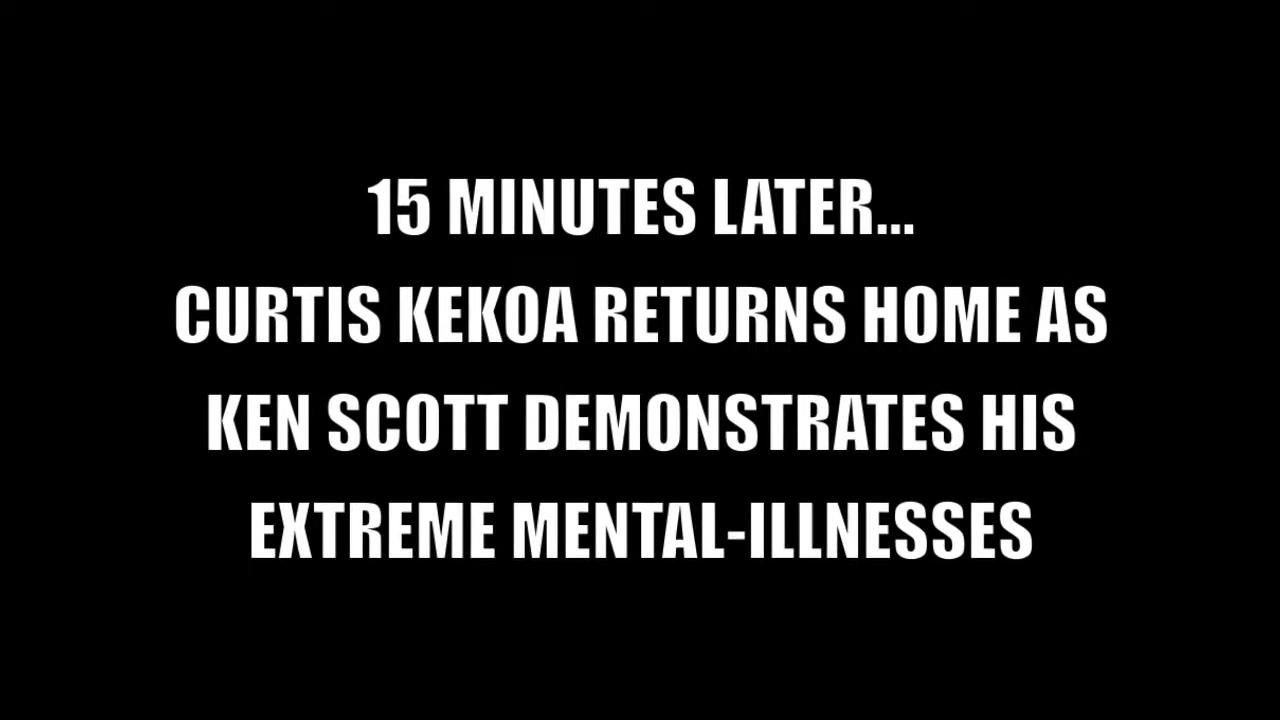 15 MINUTES LATER...
CURTIS KEKOA RETURNS HOME AS
KEN SCOTT DEMONSTRATES HIS
EXTREME MENTAL-ILLNESSES